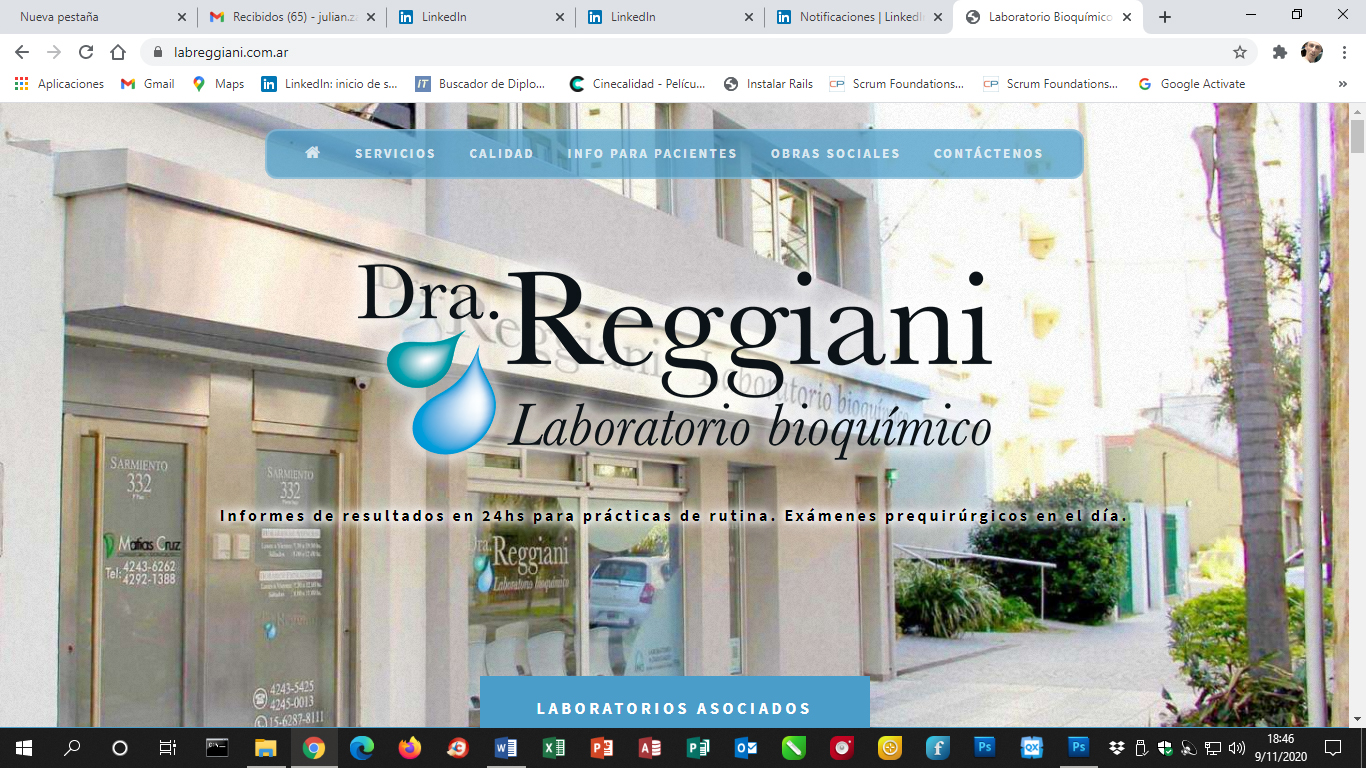 Nueva pestaña
Recibidos (65) - julian.z
LinkedIn
LinkedIn
Notificaciones | Linked
Laboratorio Bioquímico
labreggiani.com.ar
Aplicaciones
Gmail
Maps
LinkedIn: inicio de s...
Buscador de Diplo...
Cinecalidad - Pelícu...
Instalar Rails
Scrum Foundations...
Scrum Foundations...
Google Activate
SERVICIOS
CALIDAD
INFO PARA PACIENTES
OBRAS SOCIALES
CONTÁCTENOS
Dra. Reggiani
Laboratorio bioquímico
Reggiani Laboratorio bioquímico
SARMIENTO
332
SARMIENTO
332
Informes de resultados en 24hs para prácticas de rutina. Exámenes prequirúrgicos en el día.
Matías Cruz
Tel: 4243-6262
4292-1388
Dra. Reggiani
Laboratorio bioquímico
4243-5425
4245-0013
15-6287-8111
LABORATORIOS ASOCIADOS
18:46
9/11/2020